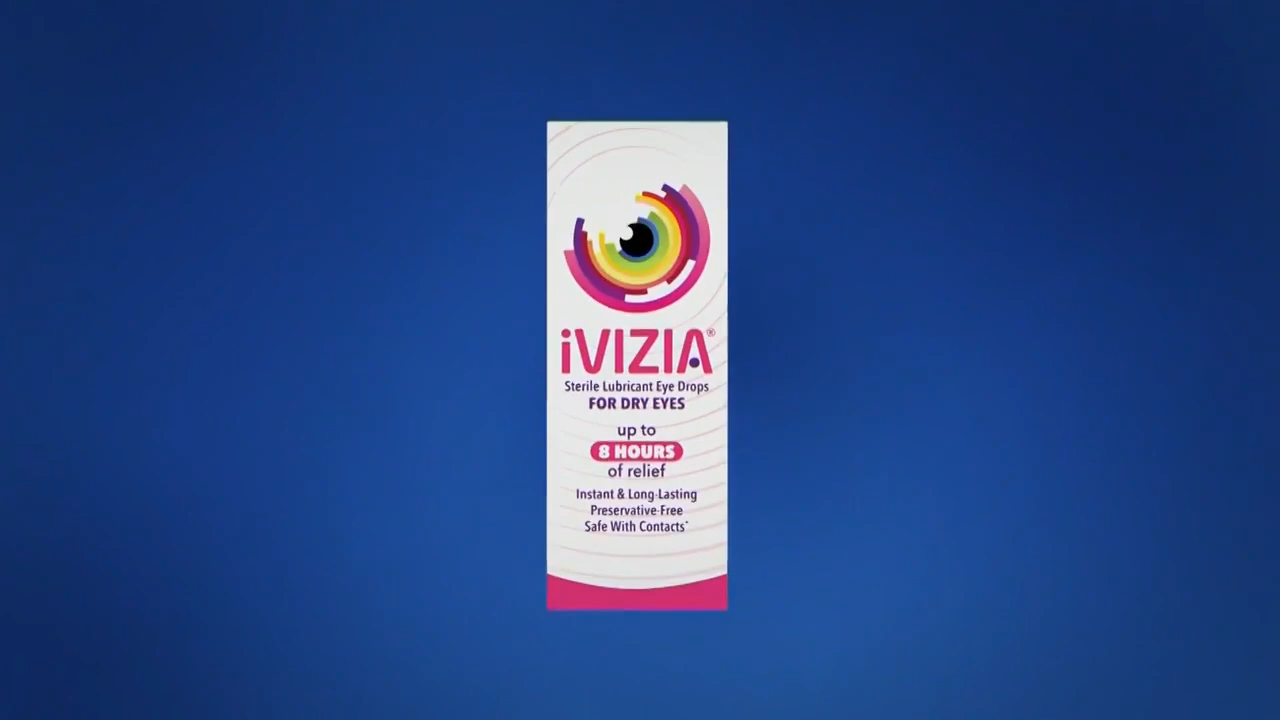 iVIZIA®
Sterile Lubricant Eye Drops
FOR DRY EYES
up to
8 HOURS
of relief
Instant & Long-Lasting
Preservative-Free
Safe With Contacts*